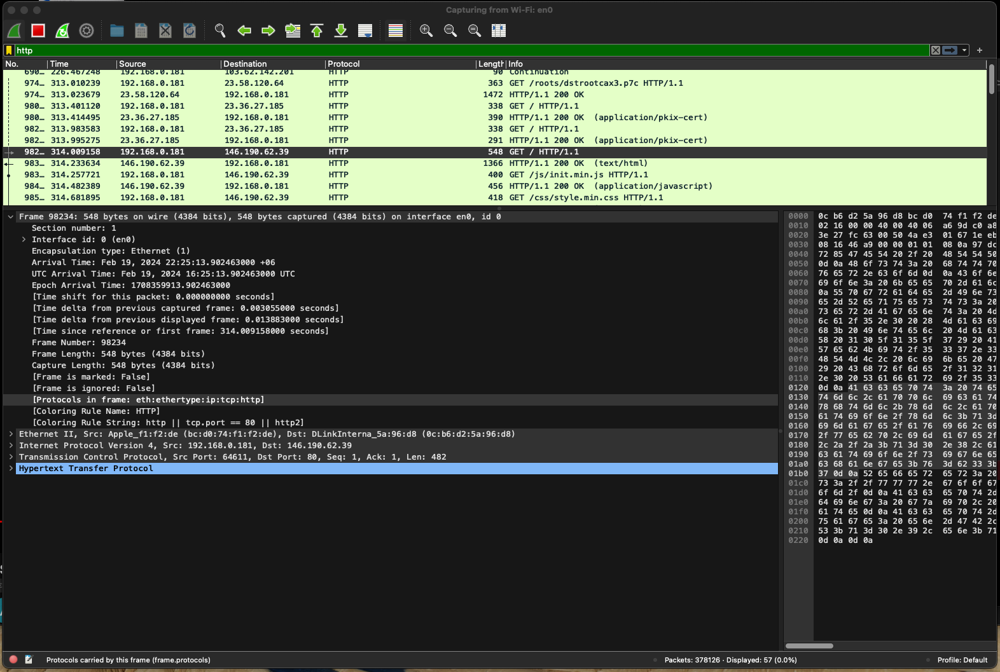 Capturing from Wi-Fi: en0
http
No. Time Source Destination Protocol Length Info
690… 226.467248 192.168.0.181 103.62.142.201 HTTP 90 Continuation
974… 313.010239 192.168.0.181 23.58.120.64 HTTP 363 GET /roots/dstrootcax3.p7c HTTP/1.1
974… 313.023679 23.58.120.64 192.168.0.181 HTTP 1472 HTTP/1.1 200 OK
980… 313.401120 192.168.0.181 23.36.27.185 HTTP 338 GET / HTTP/1.1
980… 313.414495 23.36.27.185 192.168.0.181 HTTP 390 HTTP/1.1 200 OK (application/pkix-cert)
982… 313.983583 192.168.0.181 23.36.27.185 HTTP 338 GET / HTTP/1.1
982… 313.995275 23.36.27.185 192.168.0.181 HTTP 291 HTTP/1.1 200 OK (application/pkix-cert)
982… 314.009158 192.168.0.181 146.190.62.39 HTTP 548 GET / HTTP/1.1
983… 314.233634 146.190.62.39 192.168.0.181 HTTP 1366 HTTP/1.1 200 OK (text/html)
983… 314.257721 192.168.0.181 146.190.62.39 HTTP 400 GET /js/init.min.js HTTP/1.1
984… 314.482389 146.190.62.39 192.168.0.181 HTTP 456 HTTP/1.1 200 OK (application/javascript)
985… 314.681895 192.168.0.181 146.190.62.39 HTTP 418 GET /css/style.min.css HTTP/1.1
Frame 98234: 548 bytes on wire (4384 bits), 548 bytes captured (4384 bits) on interface en0, id 0
Section number: 1
Interface id: 0 (en0)
Encapsulation type: Ethernet (1)
Arrival Time: Feb 19, 2024 22:25:13.902463000 +06
UTC Arrival Time: Feb 19, 2024 16:25:13.902463000 UTC
Epoch Arrival Time: 1708359913.902463000
[Time shift for this packet: 0.000000000 seconds]
[Time delta from previous captured frame: 0.003055000 seconds]
[Time delta from previous displayed frame: 0.013883000 seconds]
[Time since reference or first frame: 314.009158000 seconds]
Frame Number: 98234
Frame Length: 548 bytes (4384 bits)
Capture Length: 548 bytes (4384 bits)
[Frame is marked: False]
[Frame is ignored: False]
[Protocols in frame: eth:ethertype:ip:tcp:http]
[Coloring Rule Name: HTTP]
[Coloring Rule String: http || tcp.port == 80 || http2]
Ethernet II, Src: Apple_f1:f2:de (bc:d0:74:f1:f2:de), Dst: DLinkInterna_5a:96:d8 (0c:b6:d2:5a:96:d8)
Internet Protocol Version 4, Src: 192.168.0.181, Dst: 146.190.62.39
Transmission Control Protocol, Src Port: 64611, Dst Port: 80, Seq: 1, Ack: 1, Len: 482
Hypertext Transfer Protocol
0000 0c b6 d2 5a 96 d8 bc d0 74 f1 f2 de
0010 02 16 00 00 40 00 40 06 a6 9d c0 a8
0020 3e 27 fc 63 00 50 4a e3 01 67 1e eb
0030 08 16 46 a9 00 00 01 01 08 0a 97 dc
0040 72 85 47 45 54 20 2f 20 48 54 54 50
0050 0d 0a 48 6f 73 74 3a 20 68 74 74 70
0060 76 65 72 2e 63 6f 6d 0d 0a 43 6f 6e
0070 69 6f 6e 3a 20 6b 65 65 70 2d 61 6c
0080 0a 55 70 67 72 61 64 65 2d 49 6e 73
0090 65 2d 52 65 71 75 65 73 74 73 3a 20
00a0 73 65 72 2d 41 67 65 6e 74 3a 20 4d
00b0 6c 61 2f 35 2e 30 20 28 4d 61 63 69
00c0 68 3b 20 49 6e 74 65 6c 20 4d 61 63
00d0 58 20 31 30 5f 31 35 5f 37 29 20 41
00e0 57 65 62 4b 69 74 2f 35 33 37 2e 33
00f0 48 54 4d 4c 2c 20 6c 69 6b 65 20 47
0100 29 20 43 68 72 6f 6d 65 2f 31 32 31
0110 2e 30 20 53 61 66 61 72 69 2f 35 33
0120 0d 0a 41 63 63 65 70 74 3a 20 74 65
0130 74 6d 6c 2c 61 70 70 6c 69 63 61 74
0140 78 68 74 6d 6c 2b 78 6d 6c 2c 61 70
0150 61 74 69 6f 6e 2f 78 6d 6c 3b 71 3d
0160 69 6d 61 67 65 2f 61 76 69 66 2c 69
0170 2f 77 65 62 70 2c 69 6d 61 67 65 2f
0180 2c 2a 2f 2a 3b 71 3d 30 2e 38 2c 61
0190 63 61 74 69 6f 6e 2f 73 69 67 6e 65
01a0 63 68 61 6e 67 65 3b 76 3d 62 33 3b
01b0 37 0d 0a 52 65 66 65 72 65 72 3a 20
01c0 73 3a 2f 2f 77 77 77 2e 67 6f 6f 67
01d0 6f 6d 2f 0d 0a 41 63 63 65 70 74 2d
01e0 64 69 6e 67 3a 20 67 7a 69 70 2c 20
01f0 61 74 65 0d 0a 41 63 63 65 70 74 2d
0200 75 61 67 65 3a 20 65 6e 2d 47 42 2c
0210 53 3b 71 3d 30 2e 39 2c 65 6e 3b 71
0220 0d 0a 0d 0a
Protocols carried by this frame (frame.protocols)
Packets: 378126 · Displayed: 57 (0.0%)
Profile: Default